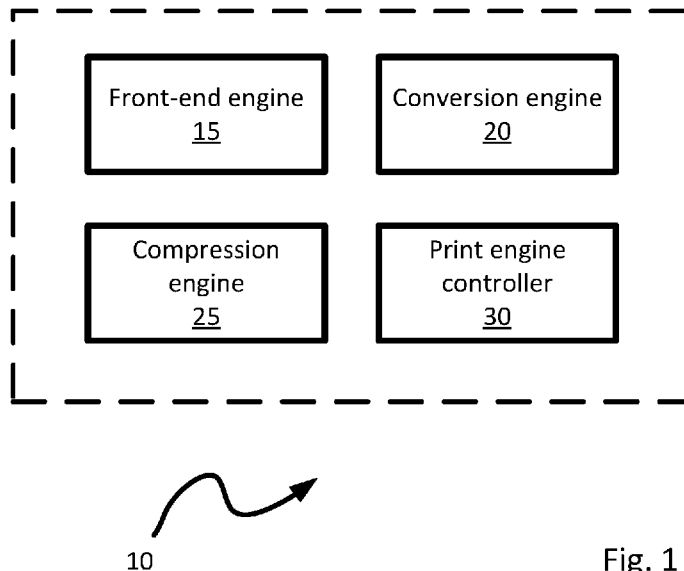 Front-end engine
15
Conversion engine
20
Compression
engine
25
Print engine
controller
30
10
Fig. 1